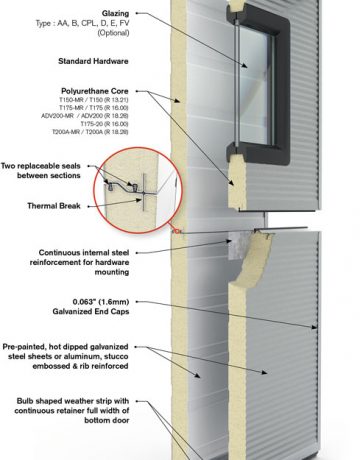 Glazing
Type : AA, B, CPL, D, E, FV
(Optional)
Standard Hardware
Polyurethane Core
T150-MR / T150 (R 13.21)
T175-MR / T175 (R 16.00)
ADV200-MR / ADV200 (R 18.28)
T175-20 (R 16.00)
T200A-MR / T200A (R 18.28)
Two replaceable seals
between sections
Thermal Break
Continuous internal steel
reinforcement for hardware
mounting
0.063" (1.6mm)
Galvanized End Caps
Pre-painted, hot dipped galvanized
steel sheets or aluminum, stucco
embossed & rib reinforced
Bulb shaped weather strip with
continuous retainer full width of
bottom door